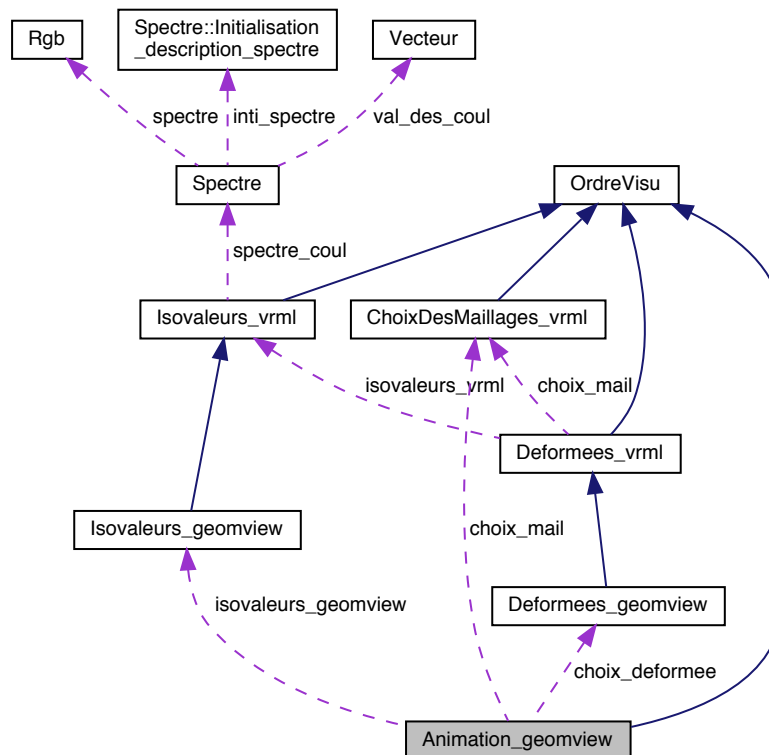 Rgb
Spectre::Initialisation
_description_spectre
Vecteur
spectre
inti_spectre
val_des_coul
Spectre
OrdreVisu
spectre_coul
Isovaleurs_vrml
ChoixDesMaillages_vrml
isovaleurs_vrml
choix_mail
Deformees_vrml
Isovaleurs_geomview
choix_mail
isovaleurs_geomview
Deformees_geomview
choix_deformee
Animation_geomview